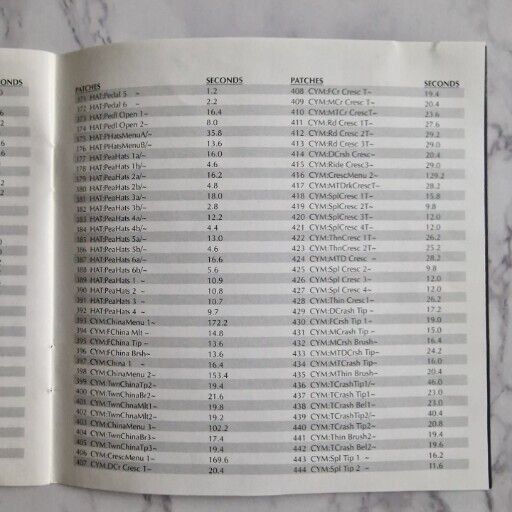 ONDS
PATCHES SECONDS
371 HAT:Pedal 5 ~ 1.2
372 HAT:Pedal 6 ~ 2.2
373 HAT:Pedl Open 1~ 16.4
374 HAT:Pedl Open 2~ 8.0
375 HAT:PHatsMenuA/~ 35.8
376 HAT:PHatsMenuB/~ 13.6
377 HAT:PeaHats 1a/~ 16.0
178 HAT:PeaHats 1b/~ 4.6
379 HAT:PeaHats 2a/~ 16.2
380 HAT:PeaHats 2b/~ 4.8
381 HAT:PeaHats 3a/~ 18.0
382 HAT:PeaHats 3b/~ 2.8
383 HAT:PeaHats 4a/~ 12.2
384 HAT:PeaHats 4b/~ 4.4
385 HAT:PeaHats 5a/~ 13.0
386 HAT:PeaHats 5b/~ 4.6
387 HAT:PeaHats 6a/~ 16.6
388 HAT:PeaHats 6b/~ 5.6
389 HAT:PeaHats 1 ~ 10.9
390 HAT:PeaHats 2 ~ 10.8
391 HAT:PeaHats 3 ~ 10.7
392 HAT:PeaHats 4 ~ 9.7
393 CYM:ChinaMenu 1~ 172.2
394 CYM:FChina Mlt ~ 14.8
395 CYM:FChina Tip ~ 13.6
396 CYM:FChina Brsh~ 13.6
397 CYM:China 1 ~ 16.4
398 CYM:ChinaMenu 2~ 153.4
399 CYM:TwnChinaTp2~ 19.4
400 CYM:TwnChinaBr2~ 21.6
401 CYM:TwnChinaMlt1~ 19.8
402 CYM:TwnChinaMlt2~ 19.2
403 CYM:ChinaMenu 3~ 102.2
404 CYM:TwnChinaBr3~ 17.4
405 CYM:TwnChinaTp3~ 19.4
406 CYM:CrescMenu 1~ 169.6
407 CYM:DCr Cresc 1~ 20.4
PATCHES SECONDS
408 CYM:FCr Cresc T~ 19.4
409 CYM:MCr Cresc T~ 20.4
410 CYM:MTCr CrescT~ 23.6
411 CYM:Rd Cresc 1T~ 27.6
412 CYM:Rd Cresc 2T~ 29.2
413 CYM:Rd Cresc 3T~ 29.0
414 CYM:DCrsh Cresc~ 20.4
415 CYM:Ride Cresc3~ 29.0
416 CYM:CrescMenu 2~ 129.2
417 CYM:MTDrkCrescT~ 28.2
418 CYM:SplCresc 1T~ 15.8
419 CYM:SplCresc 2T~ 9.8
420 CYM:SplCresc 3T~ 12.0
421 CYM:SplCresc 4T~ 12.0
422 CYM:ThnCresc 1T~ 26.2
423 CYM:ThnCresc 2T~ 25.2
424 CYM:MTD Cresc ~ 28.2
425 CYM:Spl Cresc 2~ 9.8
426 CYM:Spl Cresc 3~ 12.0
427 CYM:Spl Cresc 4~ 12.0
428 CYM:Thin Cresc1~ 26.2
429 CYM:DCrash Tip ~ 17.2
430 CYM:FCrsh Tip 1~ 19.0
431 CYM:MCrash Tip ~ 15.0
432 CYM:MCrsh Brush~ 16.4
433 CYM:MTDCrsh Tip~ 24.2
434 CYM:MTCrash Tip~ 16.0
435 CYM:MThin Brush~ 20.4
436 CYM:TCrashTip1/~ 46.0
437 CYM:TCrash Tip1~ 23.0
438 CYM:TCrash Bel1~ 23.0
439 CYM:TCrashTip2/~ 40.4
440 CYM:TCrash Tip2~ 20.8
441 CYM:Thin Brush2~ 19.4
442 CYM:TCrash Bel2~ 19.6
443 CYM:Spl Tip 1 ~ 16.2
444 CYM:Spl Tip 2 ~ 11.6